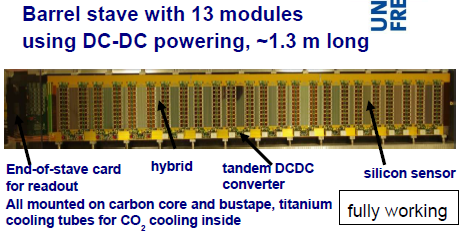 Barrel stave with 13 modules
using DC-DC powering, ~1.3 m long
UN
FRE
End-of-stave card
for readout
hybrid
tandem DCDC
converter
silicon sensor
All mounted on carbon core and bustape, titanium
cooling tubes for CO2 cooling inside
fully working